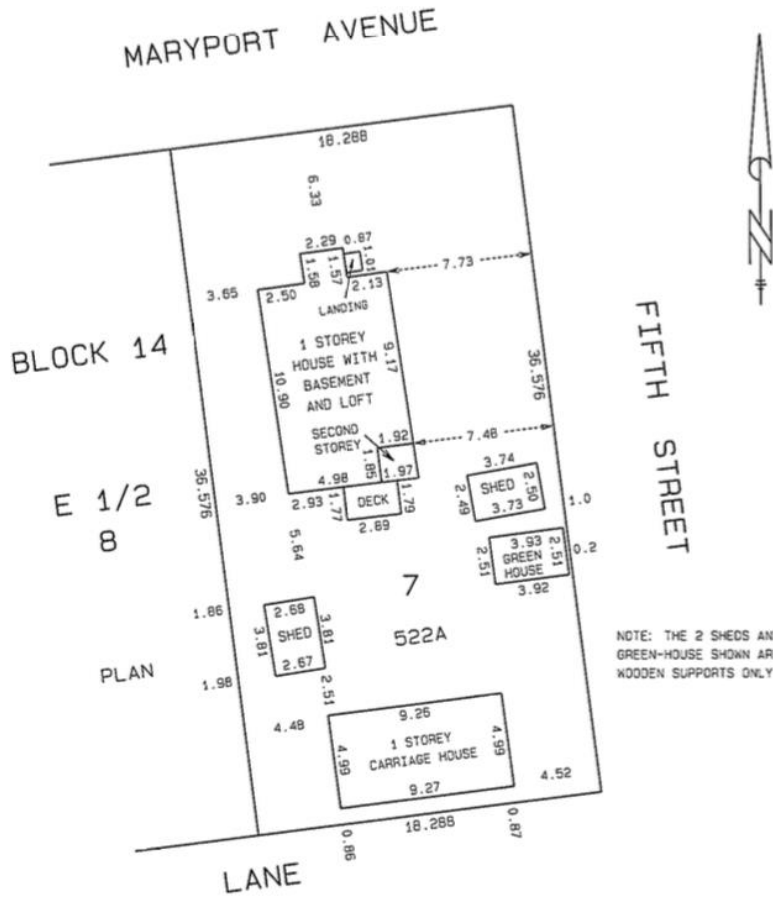 MARYPORT AVENUE
18.288
6.33
2.29 0.87
1.58
1.57
1.01
7.73
3.65
2.50
2.13
LANDING
BLOCK 14
1 STOREY
HOUSE WITH
BASEMENT
AND LOFT
9.17
10.90
36.576
FIFTH STREET
SECOND
STOREY
1.92
7.48
1.85
3.74
4.98
1.97
36.576
E 1/2
8
3.90
2.93
1.77
DECK
1.79
2.49
SHED
2.50
3.73
1.0
2.69
5.64
3.93
2.51
GREEN
HOUSE
2.51
0.2
3.92
7
1.86
2.68
3.81
SHED
3.81
522A
NOTE: THE 2 SHEDS AN
GREEN-HOUSE SHOWN AR
WOODEN SUPPORTS ONLY
PLAN
2.67
1.98
2.51
4.48
9.26
4.99
1 STOREY
CARRIAGE HOUSE
4.99
9.27
4.52
0.86
18.288
0.87
LANE
N